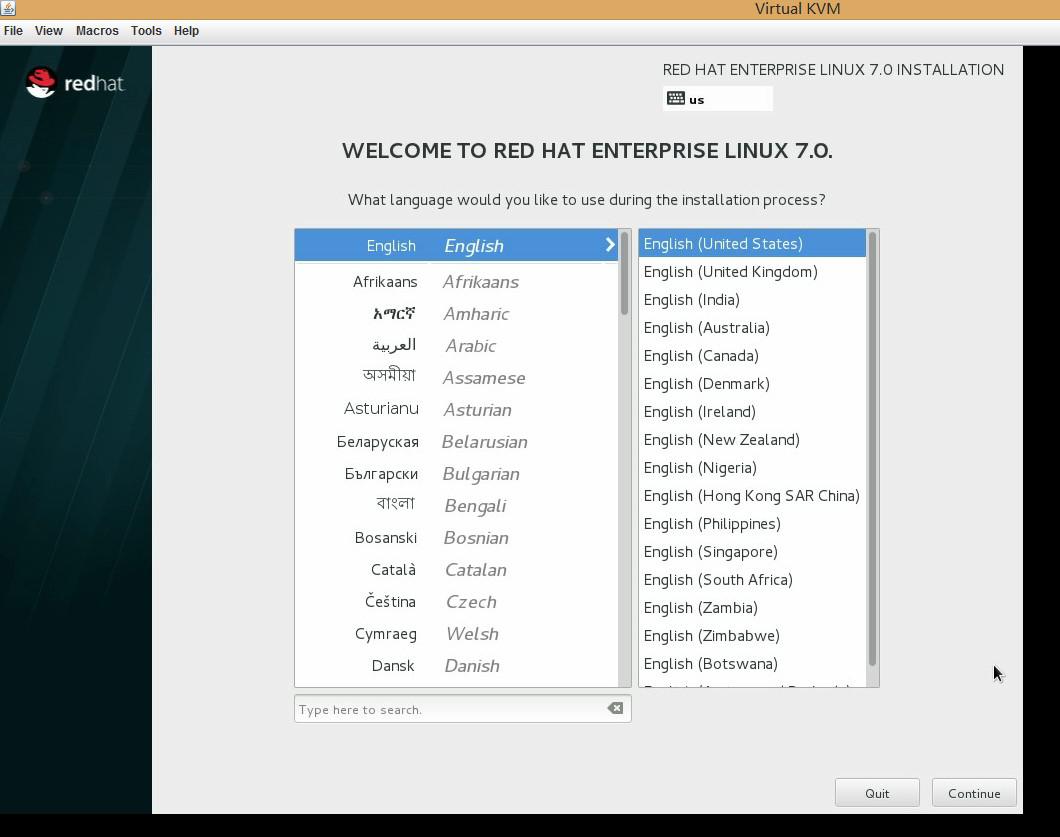 Virtual KVM
File View Macros Tools Help
redhat
RED HAT ENTERPRISE LINUX 7.0 INSTALLATION
us
WELCOME TO RED HAT ENTERPRISE LINUX 7.0.
What language would you like to use during the installation process?
English English
Afrikaans Afrikaans
አማርኛ Amharic
العربية Arabic
অসমীয়া Assamese
Asturianu Asturian
Беларуская Belarusian
Български Bulgarian
বাংলা Bengali
Bosanski Bosnian
Català Catalan
Čeština Czech
Cymraeg Welsh
Dansk Danish
English (United States)
English (United Kingdom)
English (India)
English (Australia)
English (Canada)
English (Denmark)
English (Ireland)
English (New Zealand)
English (Nigeria)
English (Hong Kong SAR China)
English (Philippines)
English (Singapore)
English (South Africa)
English (Zambia)
English (Zimbabwe)
English (Botswana)
Type here to search.
Quit Continue